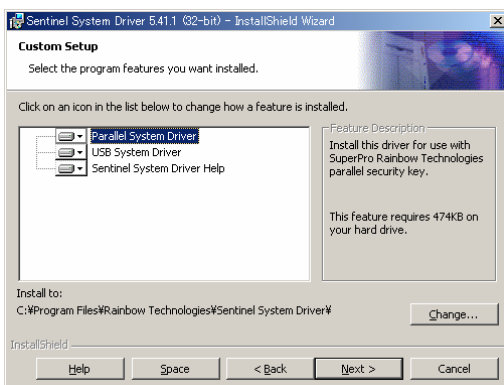 Sentinel System Driver 5.41.1 (32-bit) - InstallShield Wizard
Custom Setup
Select the program features you want installed.
Click on an icon in the list below to change how a feature is installed.
Parallel System Driver
USB System Driver
Sentinel System Driver Help
Feature Description
Install this driver for use with
SuperPro Rainbow Technologies
parallel security key.
This feature requires 474KB on
your hard drive.
Install to:
C:¥Program Files¥Rainbow Technologies¥Sentinel System Driver¥
Change...
InstallShield
Help
Space
< Back
Next >
Cancel